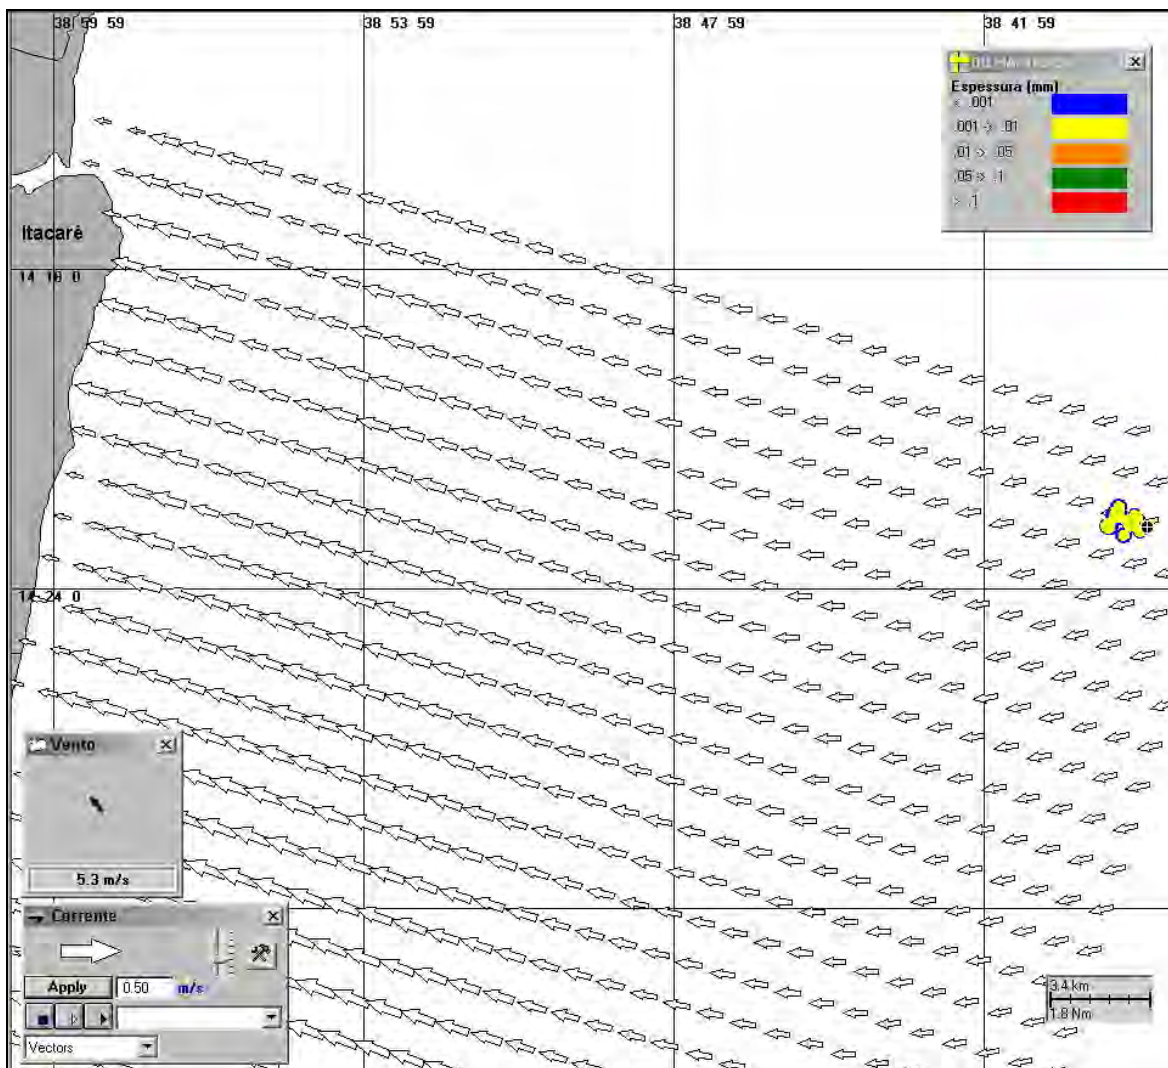 38 59 59
38 53 59
38 47 59
38 41 59
Espessura (mm)
< .001
.001 -> .01
.01 -> .05
.05 -> .1
> .1
Itacaré
14 18 0
14 24 0
Vento
5.3 m/s
Corrente
Apply
0.50
m/s
Vectors
3.4 km
1.8 Nm